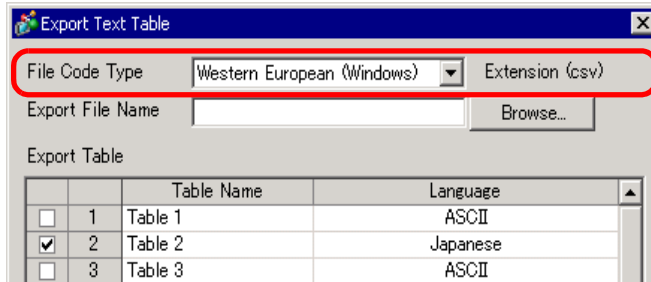 Export Text Table
File Code Type Western European (Windows) Extension (csv)
Export File Name Browse...
Export Table
Table Name Language
1 Table 1 ASCII
2 Table 2 Japanese
3 Table 3 ASCII